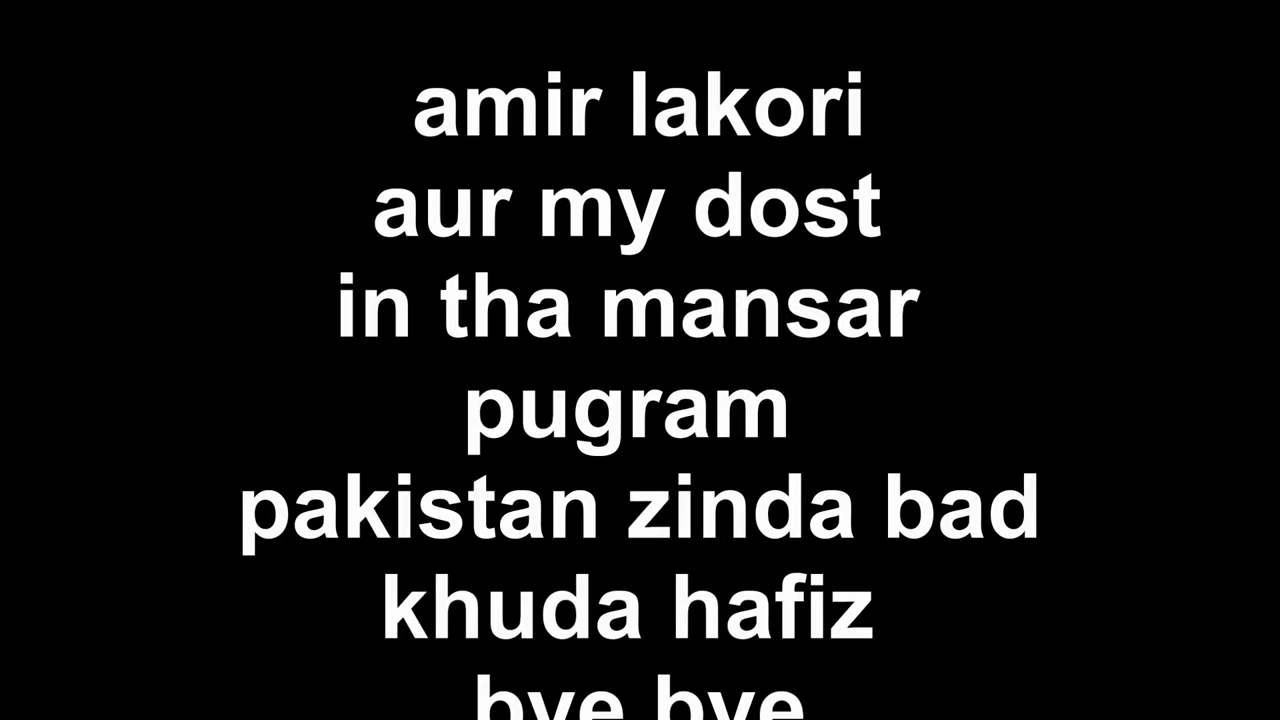 amir lakori
aur my dost
in tha mansar
pugram
pakistan zinda bad
khuda hafiz
bye bye